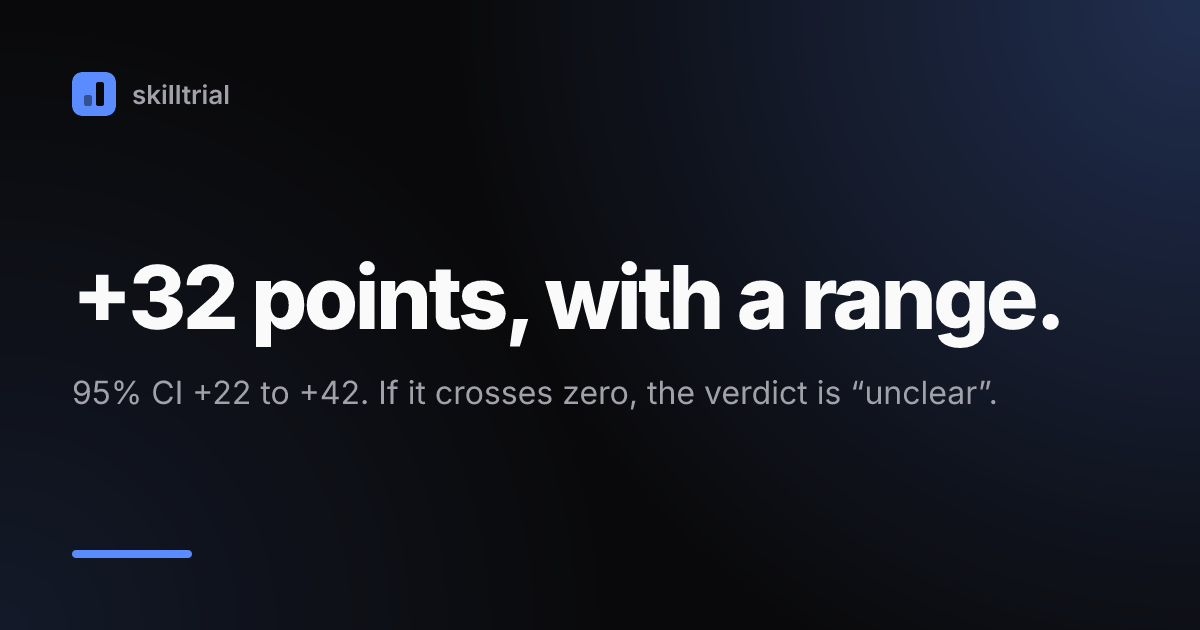 skilltrial
+32 points, with a range.
95% CI +22 to +42. If it crosses zero, the verdict is “unclear”.